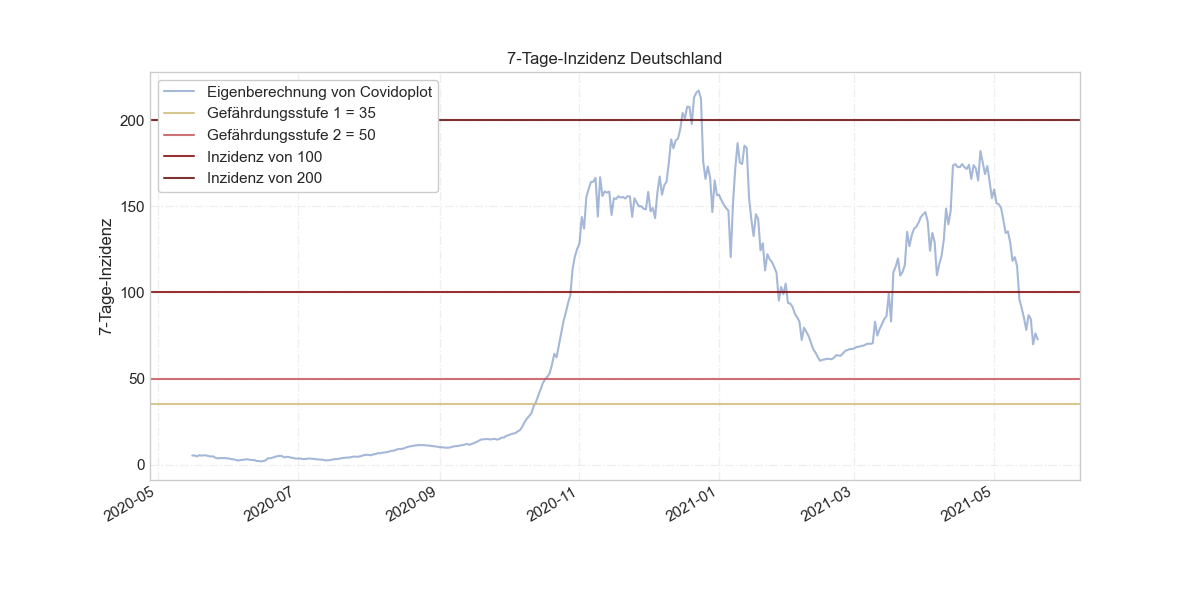 7-Tage-Inzidenz Deutschland
Eigenberechnung von Covidoplot
Gefährdungsstufe 1 = 35
Gefährdungsstufe 2 = 50
Inzidenz von 100
Inzidenz von 200
7-Tage-Inzidenz
200
150
100
50
0
2020-05
2020-07
2020-09
2020-11
2021-01
2021-03
2021-05